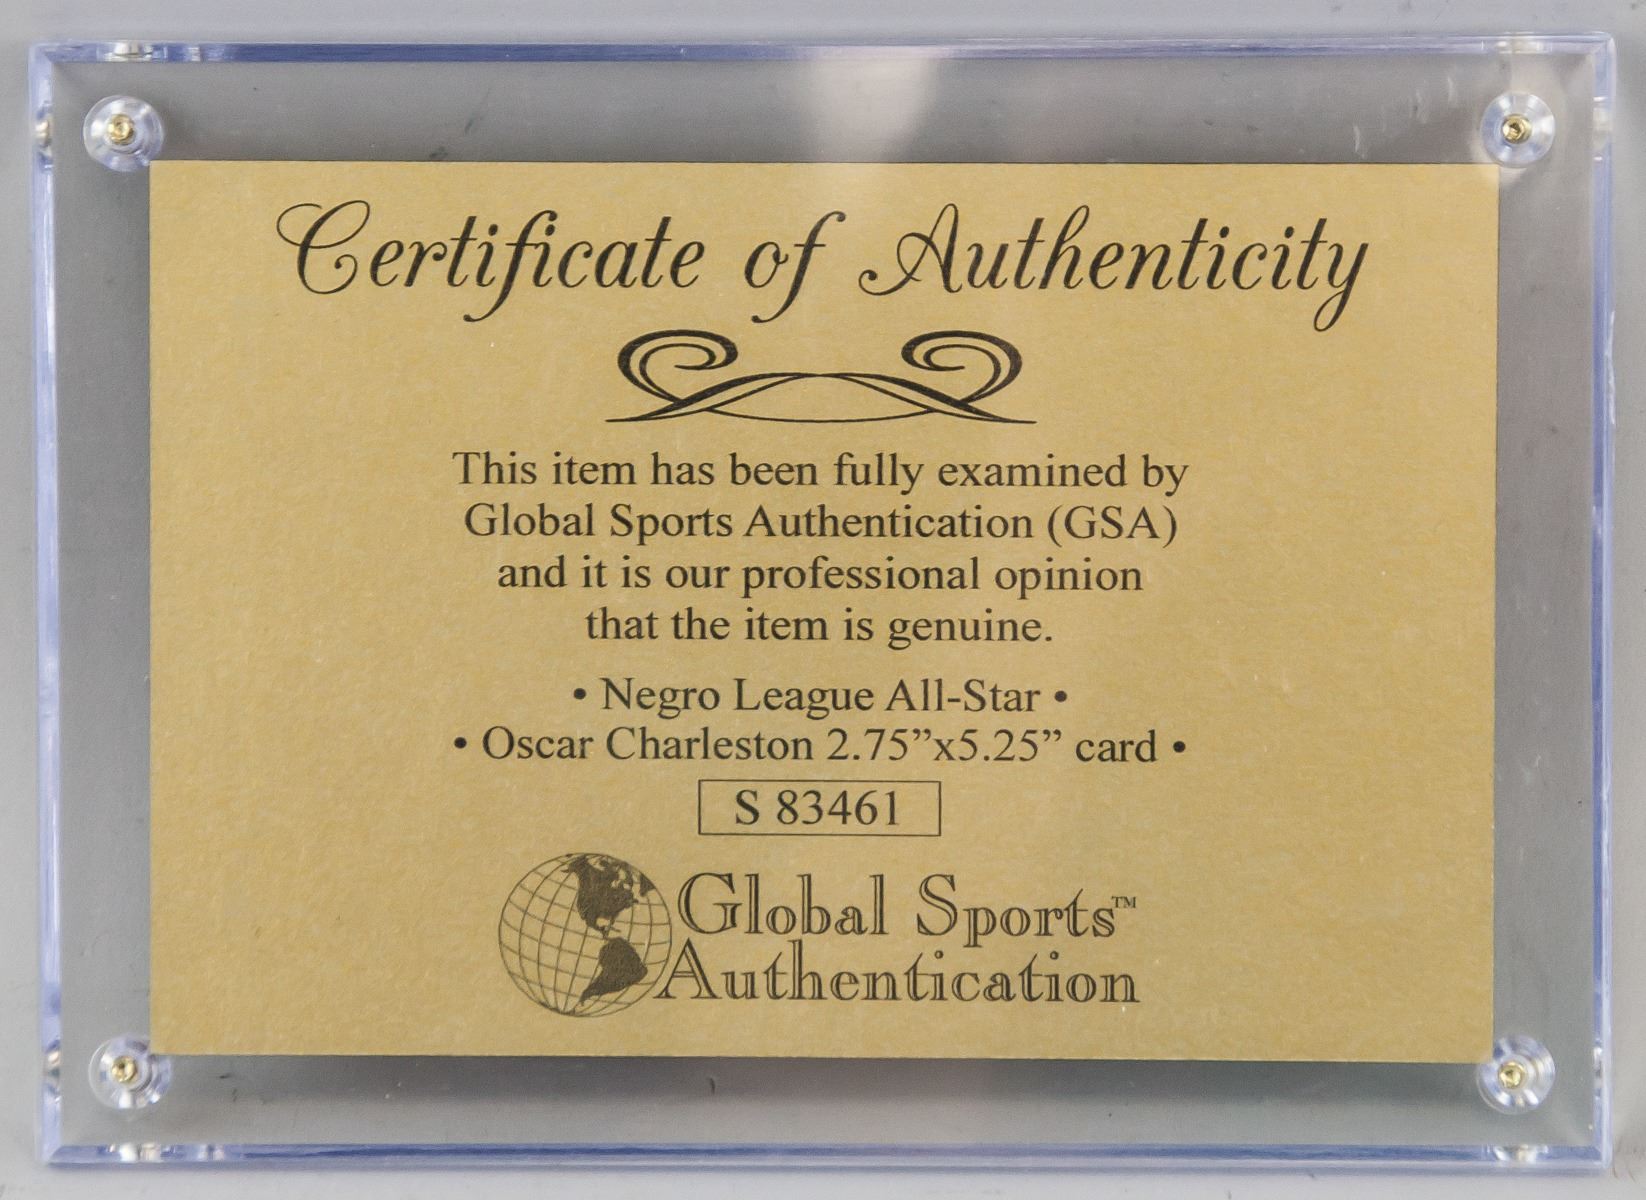 Certificate of Authenticity
This item has been fully examined by
Global Sports Authentication (GSA)
and it is our professional opinion
that the item is genuine.
• Negro League All-Star •
• Oscar Charleston 2.75”x5.25” card •
S 83461
Global Sports™
Authentication